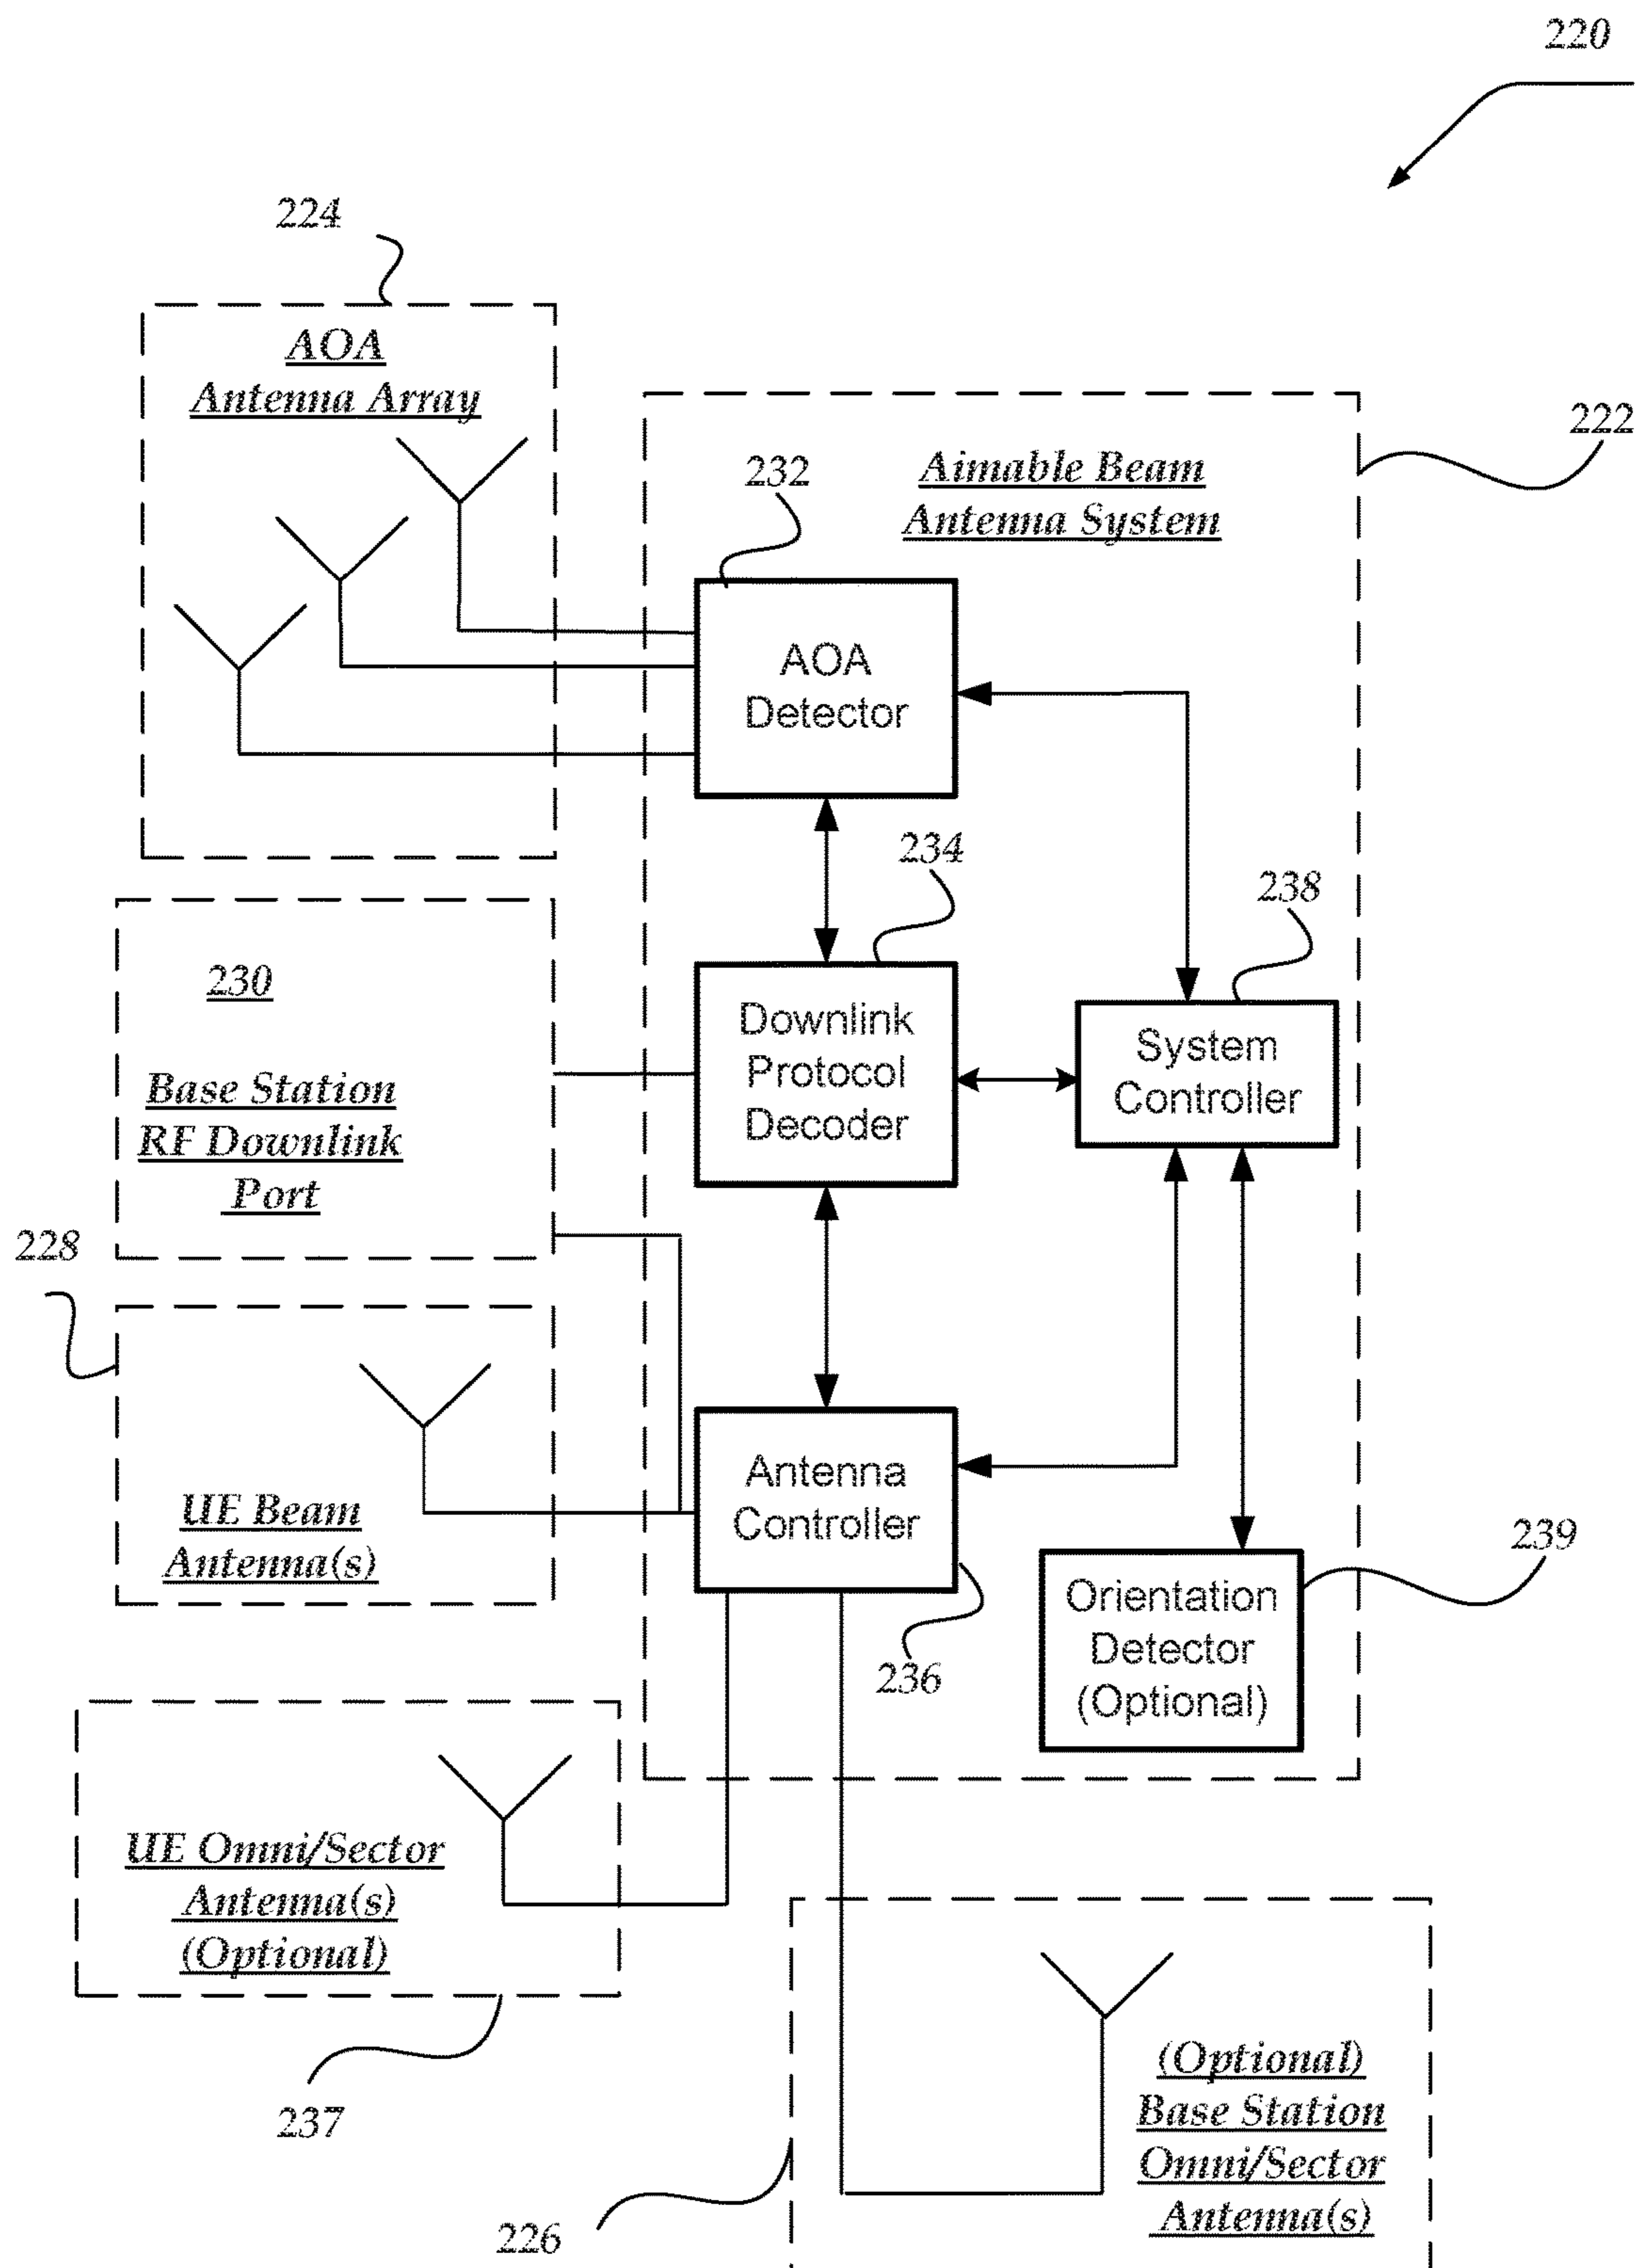 220
224
AOA
Antenna Array
222
232
Aimable Beam
Antenna System
AOA
Detector
234
238
230
Downlink
Protocol
Decoder
System
Controller
Base Station
RF Downlink
Port
228
Antenna
Controller
UE Beam
Antenna(s)
239
Orientation
Detector
(Optional)
236
UE Omni/Sector
Antenna(s)
(Optional)
237
(Optional)
Base Station
Omni/Sector
Antenna(s)
226